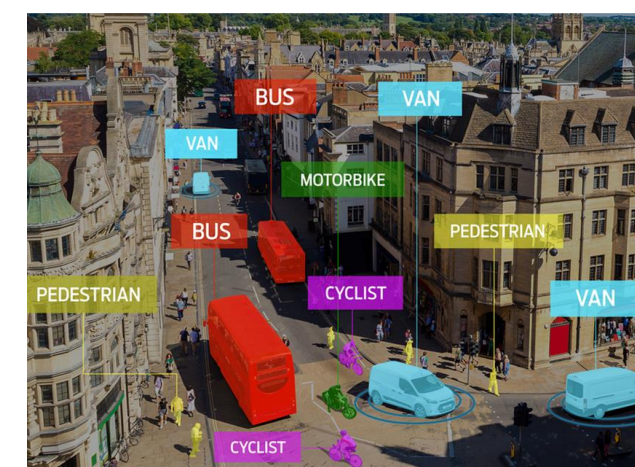 BUS
VAN
VAN
MOTORBIKE
BUS
PEDESTRIAN
PEDESTRIAN
CYCLIST
VAN
CYCLIST